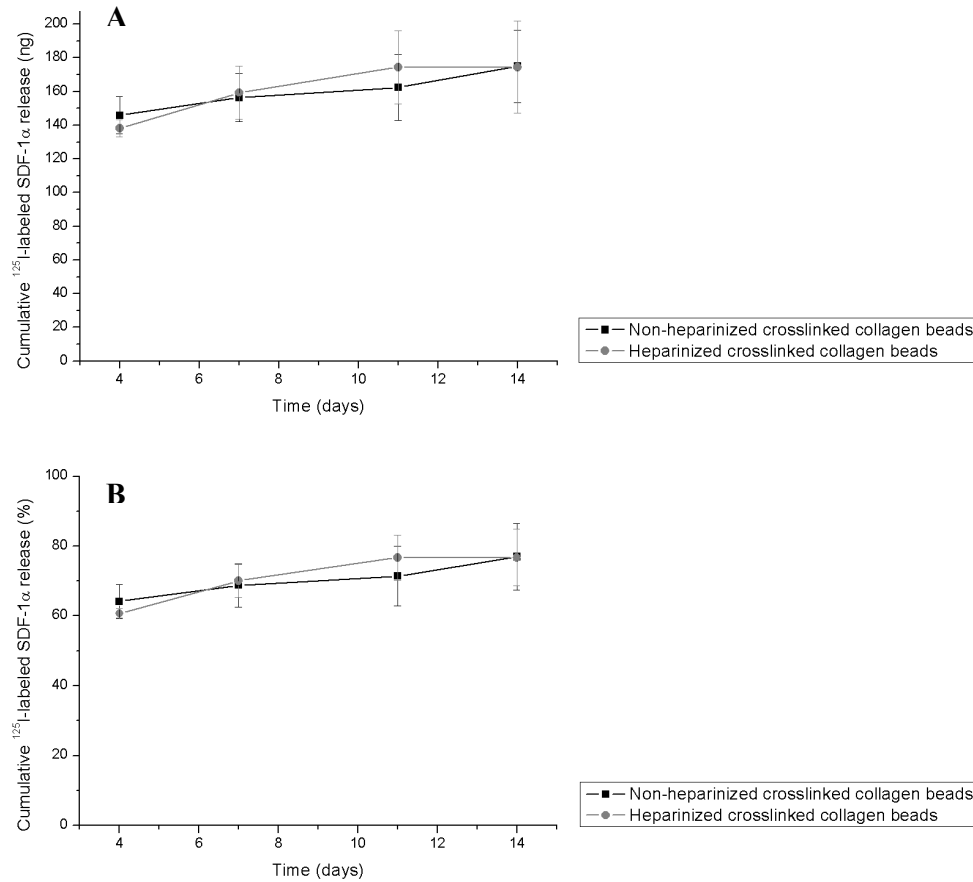 A
Cumulative ¹²⁵I-labeled SDF-1α release (ng)
200
180
160
140
120
100
80
60
40
20
0
4 6 8 10 12 14
Time (days)
Non-heparinized crosslinked collagen beads
Heparinized crosslinked collagen beads
B
Cumulative ¹²⁵I-labeled SDF-1α release (%)
100
80
60
40
20
0
4 6 8 10 12 14
Time (days)
Non-heparinized crosslinked collagen beads
Heparinized crosslinked collagen beads